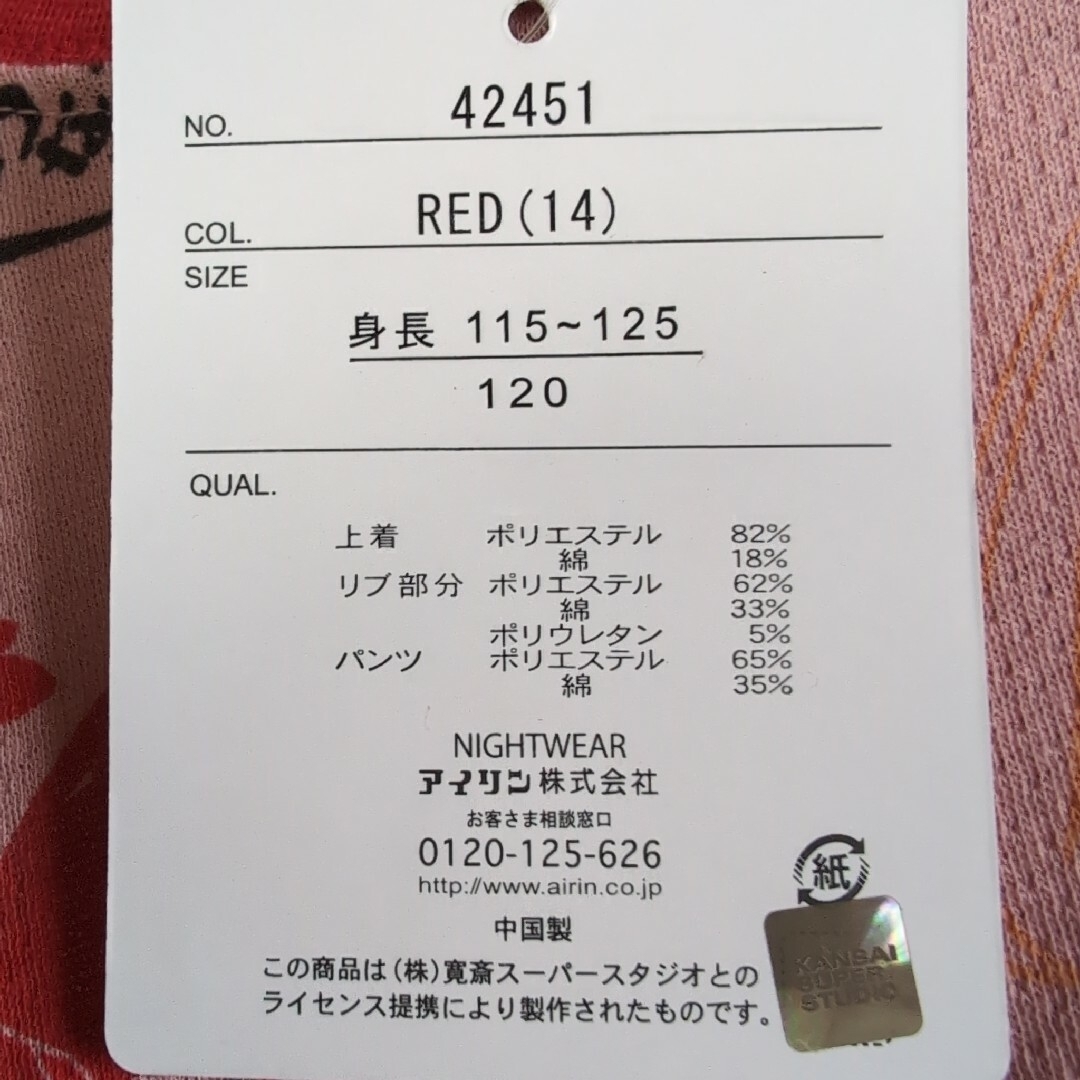 NO. 42451
COL. RED(14)
SIZE
身長 115~125
120
QUAL.
上着 ポリエステル 82%
綿 18%
リブ部分 ポリエステル 62%
綿 33%
ポリウレタン 5%
パンツ ポリエステル 65%
綿 35%
NIGHTWEAR
アイリン株式会社
お客さま相談窓口
0120-125-626
http://www.airin.co.jp
中国製
この商品は(株)寛斎スーパースタジオとの
ライセンス提携により製作されたものです。
紙
KANSAI
SUPER
STUDIO